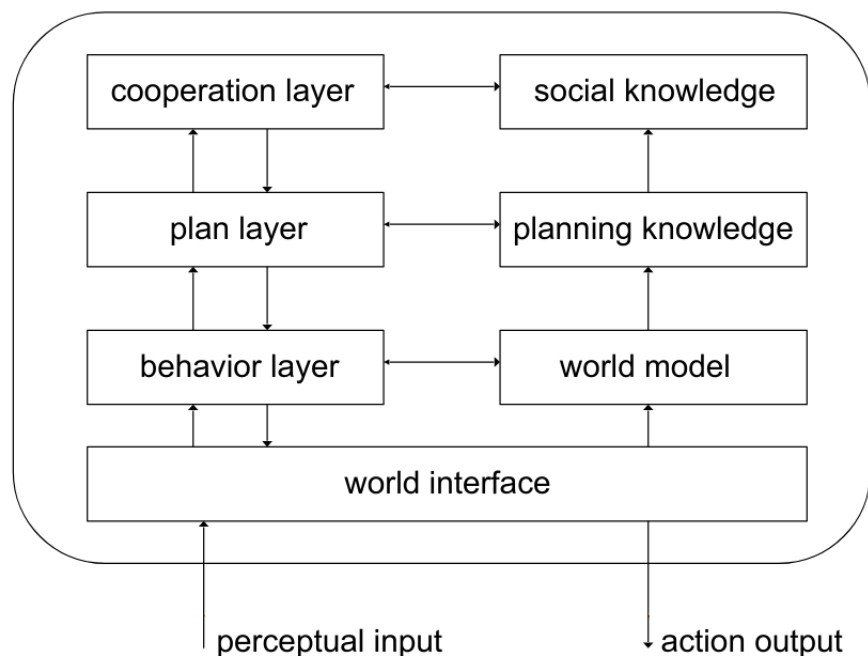 cooperation layer
social knowledge
plan layer
planning knowledge
behavior layer
world model
world interface
perceptual input
action output